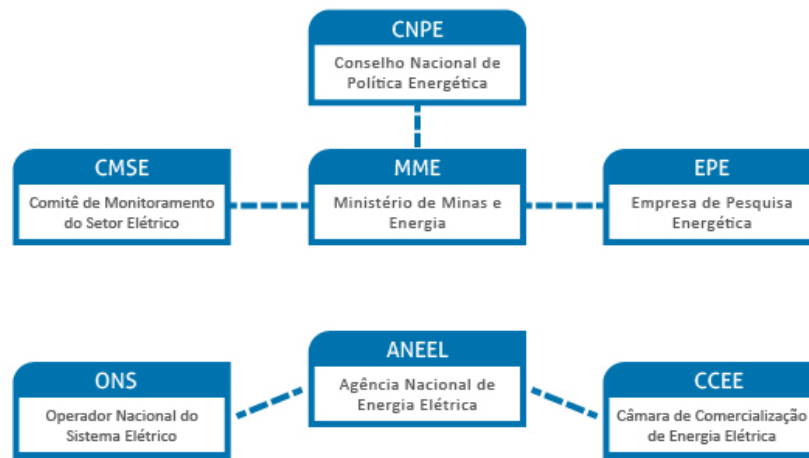 CNPE
Conselho Nacional de
Política Energética
CMSE
Comitê de Monitoramento
do Setor Elétrico
MME
Ministério de Minas e
Energia
EPE
Empresa de Pesquisa
Energética
ONS
Operador Nacional do
Sistema Elétrico
ANEEL
Agência Nacional de
Energia Elétrica
CCEE
Câmara de Comercialização
de Energia Elétrica